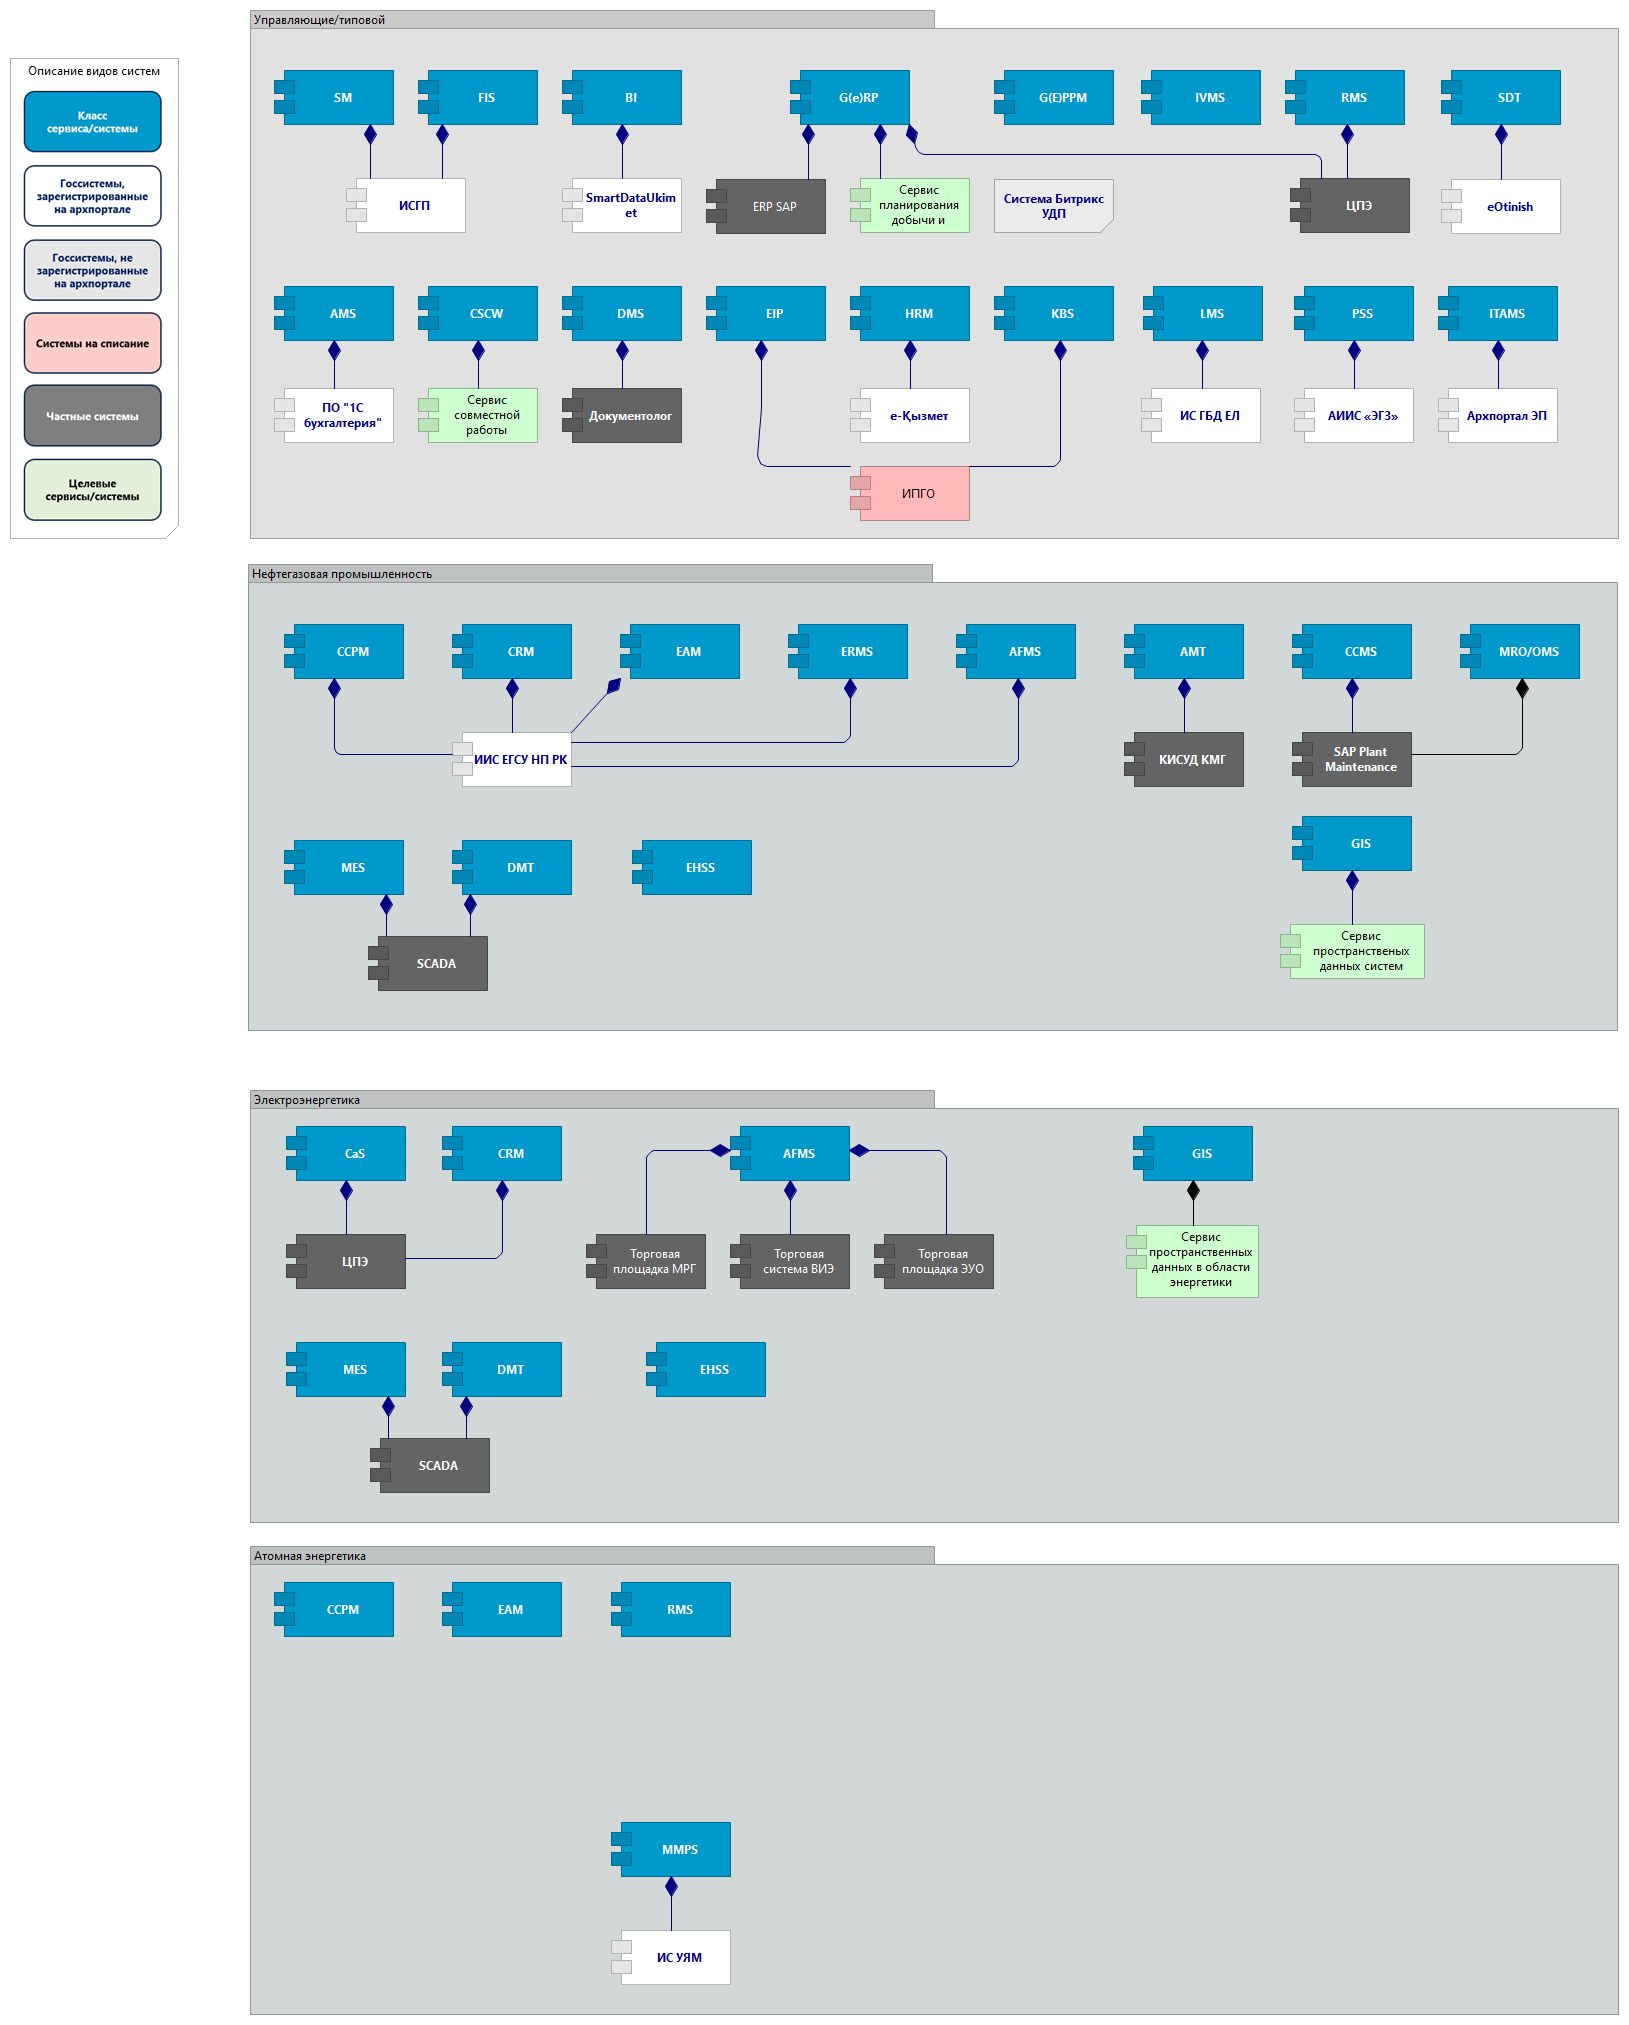 Описание видов систем
Класс
сервиса/системы
Госсистемы,
зарегистрированные
на архпортале
Госсистемы, не
зарегистрированные
на архпортале
Системы на списание
Частные системы
Целевые
сервисы/системы
Управляющие/типовой
SM
FIS
BI
G(e)RP
G(E)PPM
IVMS
RMS
SDT
ИСГП
SmartDataUkim
et
ERP SAP
Сервис
планирования
добычи и
Система Битрикс
УДП
ЦПЭ
eOtinish
AMS
CSCW
DMS
EIP
HRM
KBS
LMS
PSS
ITAMS
ПО "1С
бухгалтерия"
Сервис
совместной
работы
Документолог
е-Қызмет
ИС ГБД ЕЛ
АИИС «ЭГЗ»
Архпортал ЭП
ИПГО
Нефтегазовая промышленность
CCPM
CRM
EAM
ERMS
AFMS
AMT
CCMS
MRO/OMS
ИИС ЕГСУ НП РК
КИСУД КМГ
SAP Plant
Maintenance
MES
DMT
EHSS
GIS
SCADA
Сервис
пространственых
данных систем
Электроэнергетика
CaS
CRM
AFMS
GIS
ЦПЭ
Торговая
площадка МРГ
Торговая
система ВИЭ
Торговая
площадка ЭУО
Сервис
пространственных
данных в области
энергетики
MES
DMT
EHSS
SCADA
Атомная энергетика
CCPM
EAM
RMS
MMPS
ИС УЯМ